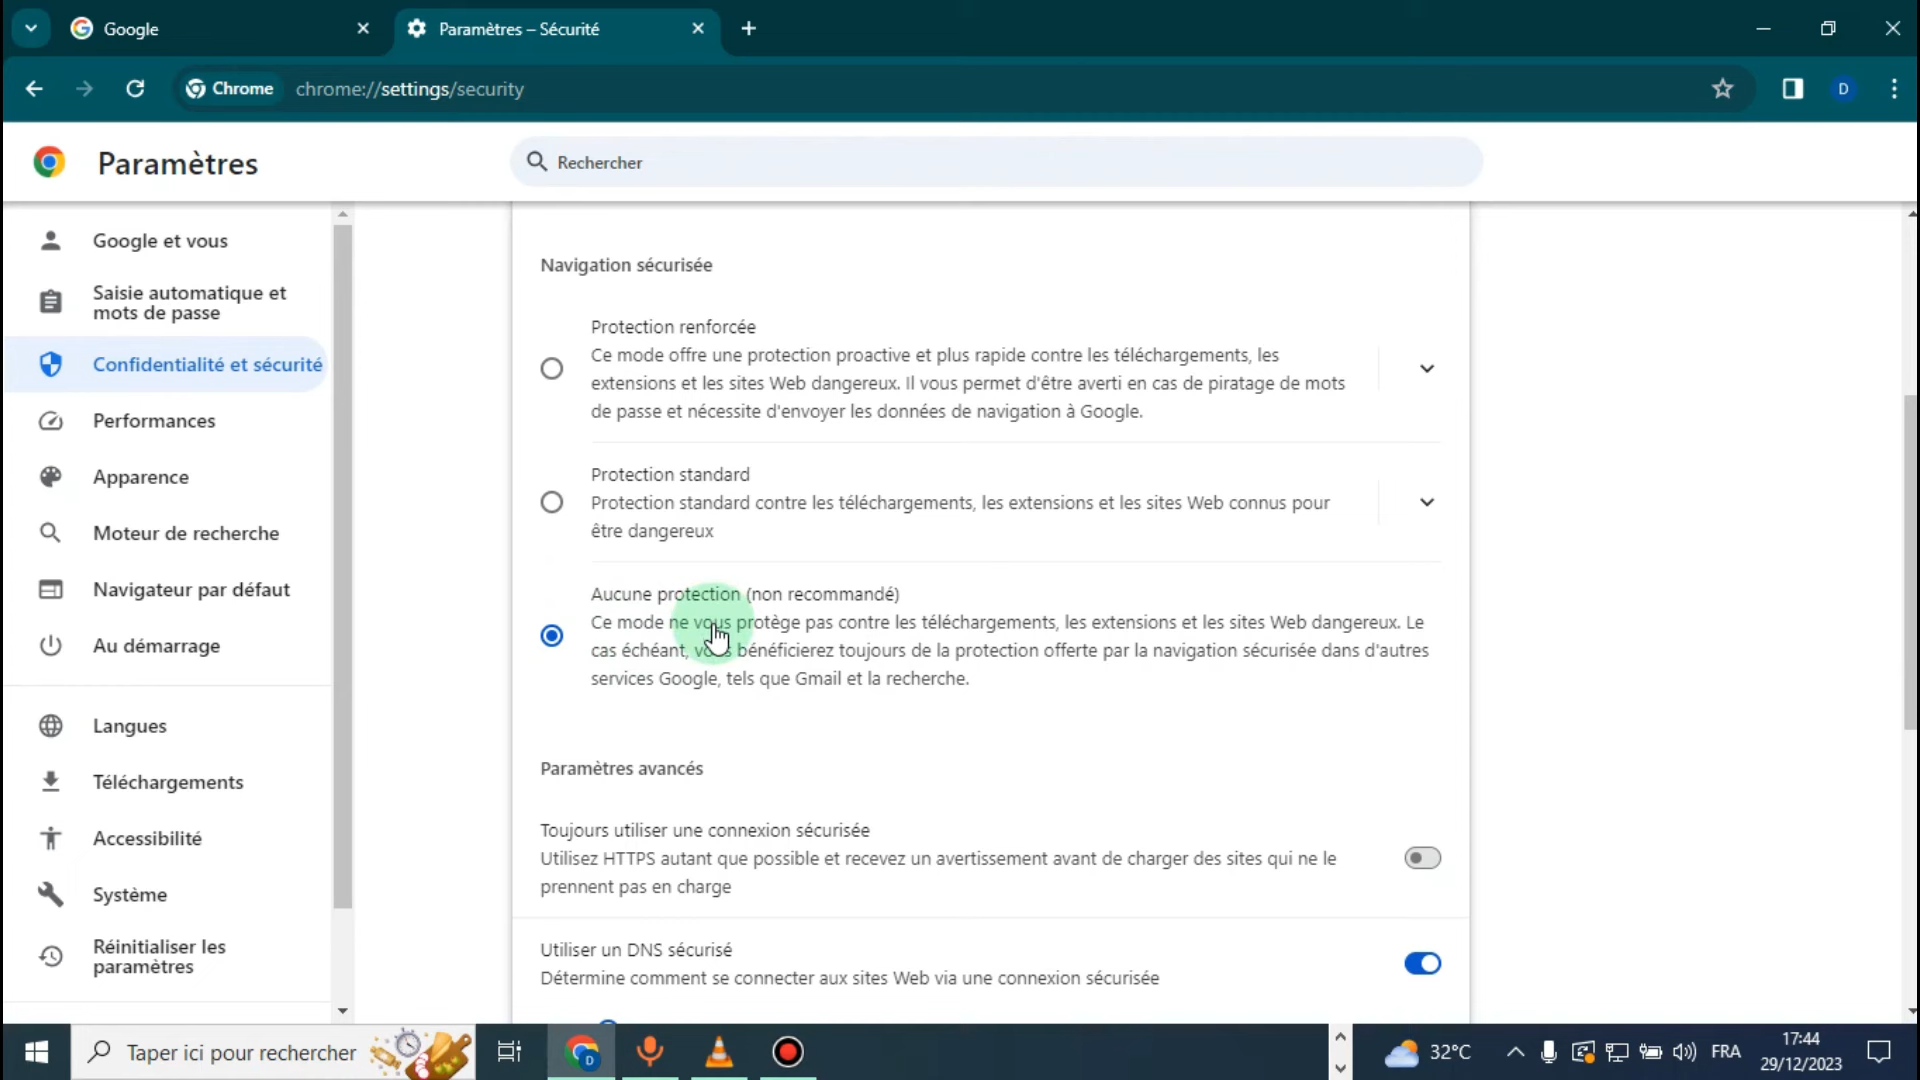 Google
Paramètres – Sécurité
Chrome
chrome://settings/security
D
Paramètres
Rechercher
Google et vous
Saisie automatique et
mots de passe
Confidentialité et sécurité
Performances
Apparence
Moteur de recherche
Navigateur par défaut
Au démarrage
Langues
Téléchargements
Accessibilité
Système
Réinitialiser les
paramètres
Navigation sécurisée
Protection renforcée
Ce mode offre une protection proactive et plus rapide contre les téléchargements, les
extensions et les sites Web dangereux. Il vous permet d'être averti en cas de piratage de mots
de passe et nécessite d'envoyer les données de navigation à Google.
Protection standard
Protection standard contre les téléchargements, les extensions et les sites Web connus pour
être dangereux
Aucune protection (non recommandé)
Ce mode ne vous protège pas contre les téléchargements, les extensions et les sites Web dangereux. Le
cas échéant, vous bénéficierez toujours de la protection offerte par la navigation sécurisée dans d'autres
services Google, tels que Gmail et la recherche.
Paramètres avancés
Toujours utiliser une connexion sécurisée
Utilisez HTTPS autant que possible et recevez un avertissement avant de charger des sites qui ne le
prennent pas en charge
Utiliser un DNS sécurisé
Détermine comment se connecter aux sites Web via une connexion sécurisée
Taper ici pour rechercher
D
32°C
FRA
17:44
29/12/2023